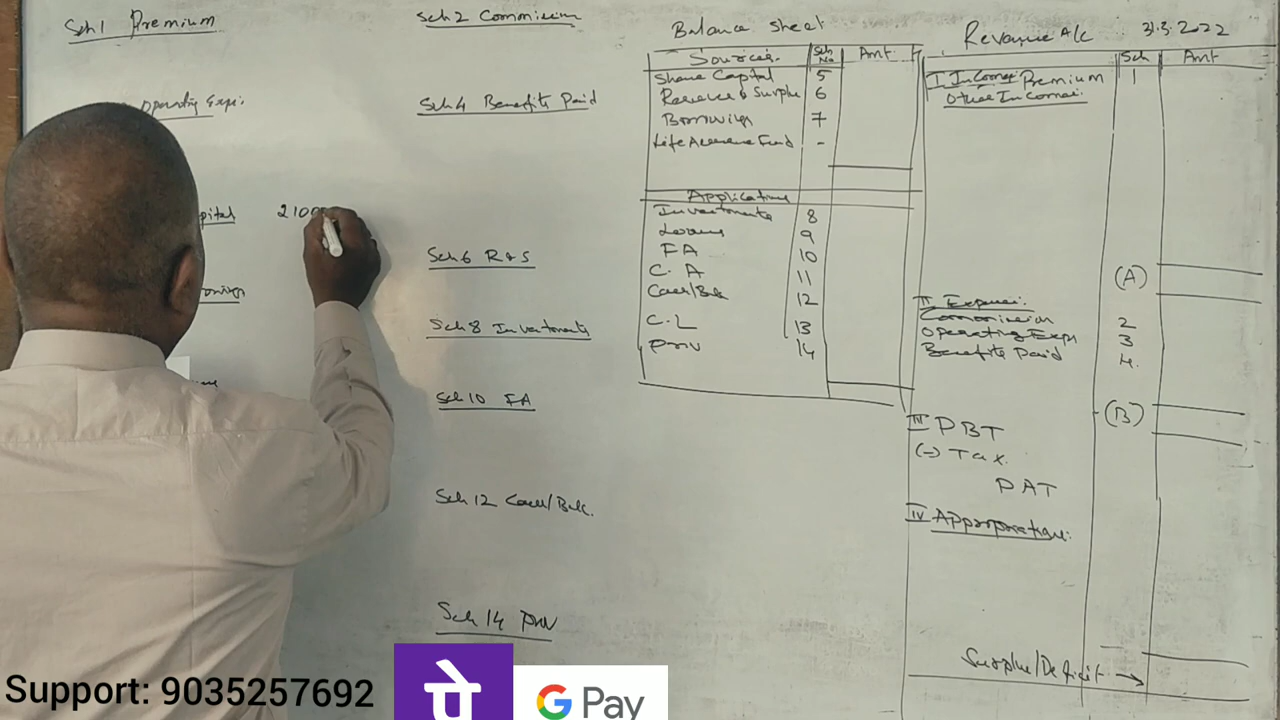 Sch 1 Premium
Operating Exp:
pital 2100
Sch 2 Commission
Sch 4 Benefits Paid
Sch 6 R & S
Sch 8 Investments
Sch 10 FA
Sch 12 Cash/Bk.
Sch 14 Prov
Balance Sheet
Sources. Sch No Amt
Share Capital 5
Reserves & Surplus 6
Borrowings 7
Life Assurance Fund -
Applications
Investments 8
Loans 9
FA 10
C. A 11
Cash/Bk 12
C. L 13
Prov 14
Revenue A/c 31.3.2022
Sch Amt
I Income: Premium 1
Other Income:
(A)
II Expenses:
Commission 2
Operating Exps 3
Benefits Paid 4.
(B)
III PBT
(-) Tax.
PAT
IV Appropriation:
Surplus/Deficit →
Support: 9035257692
पे
G Pay